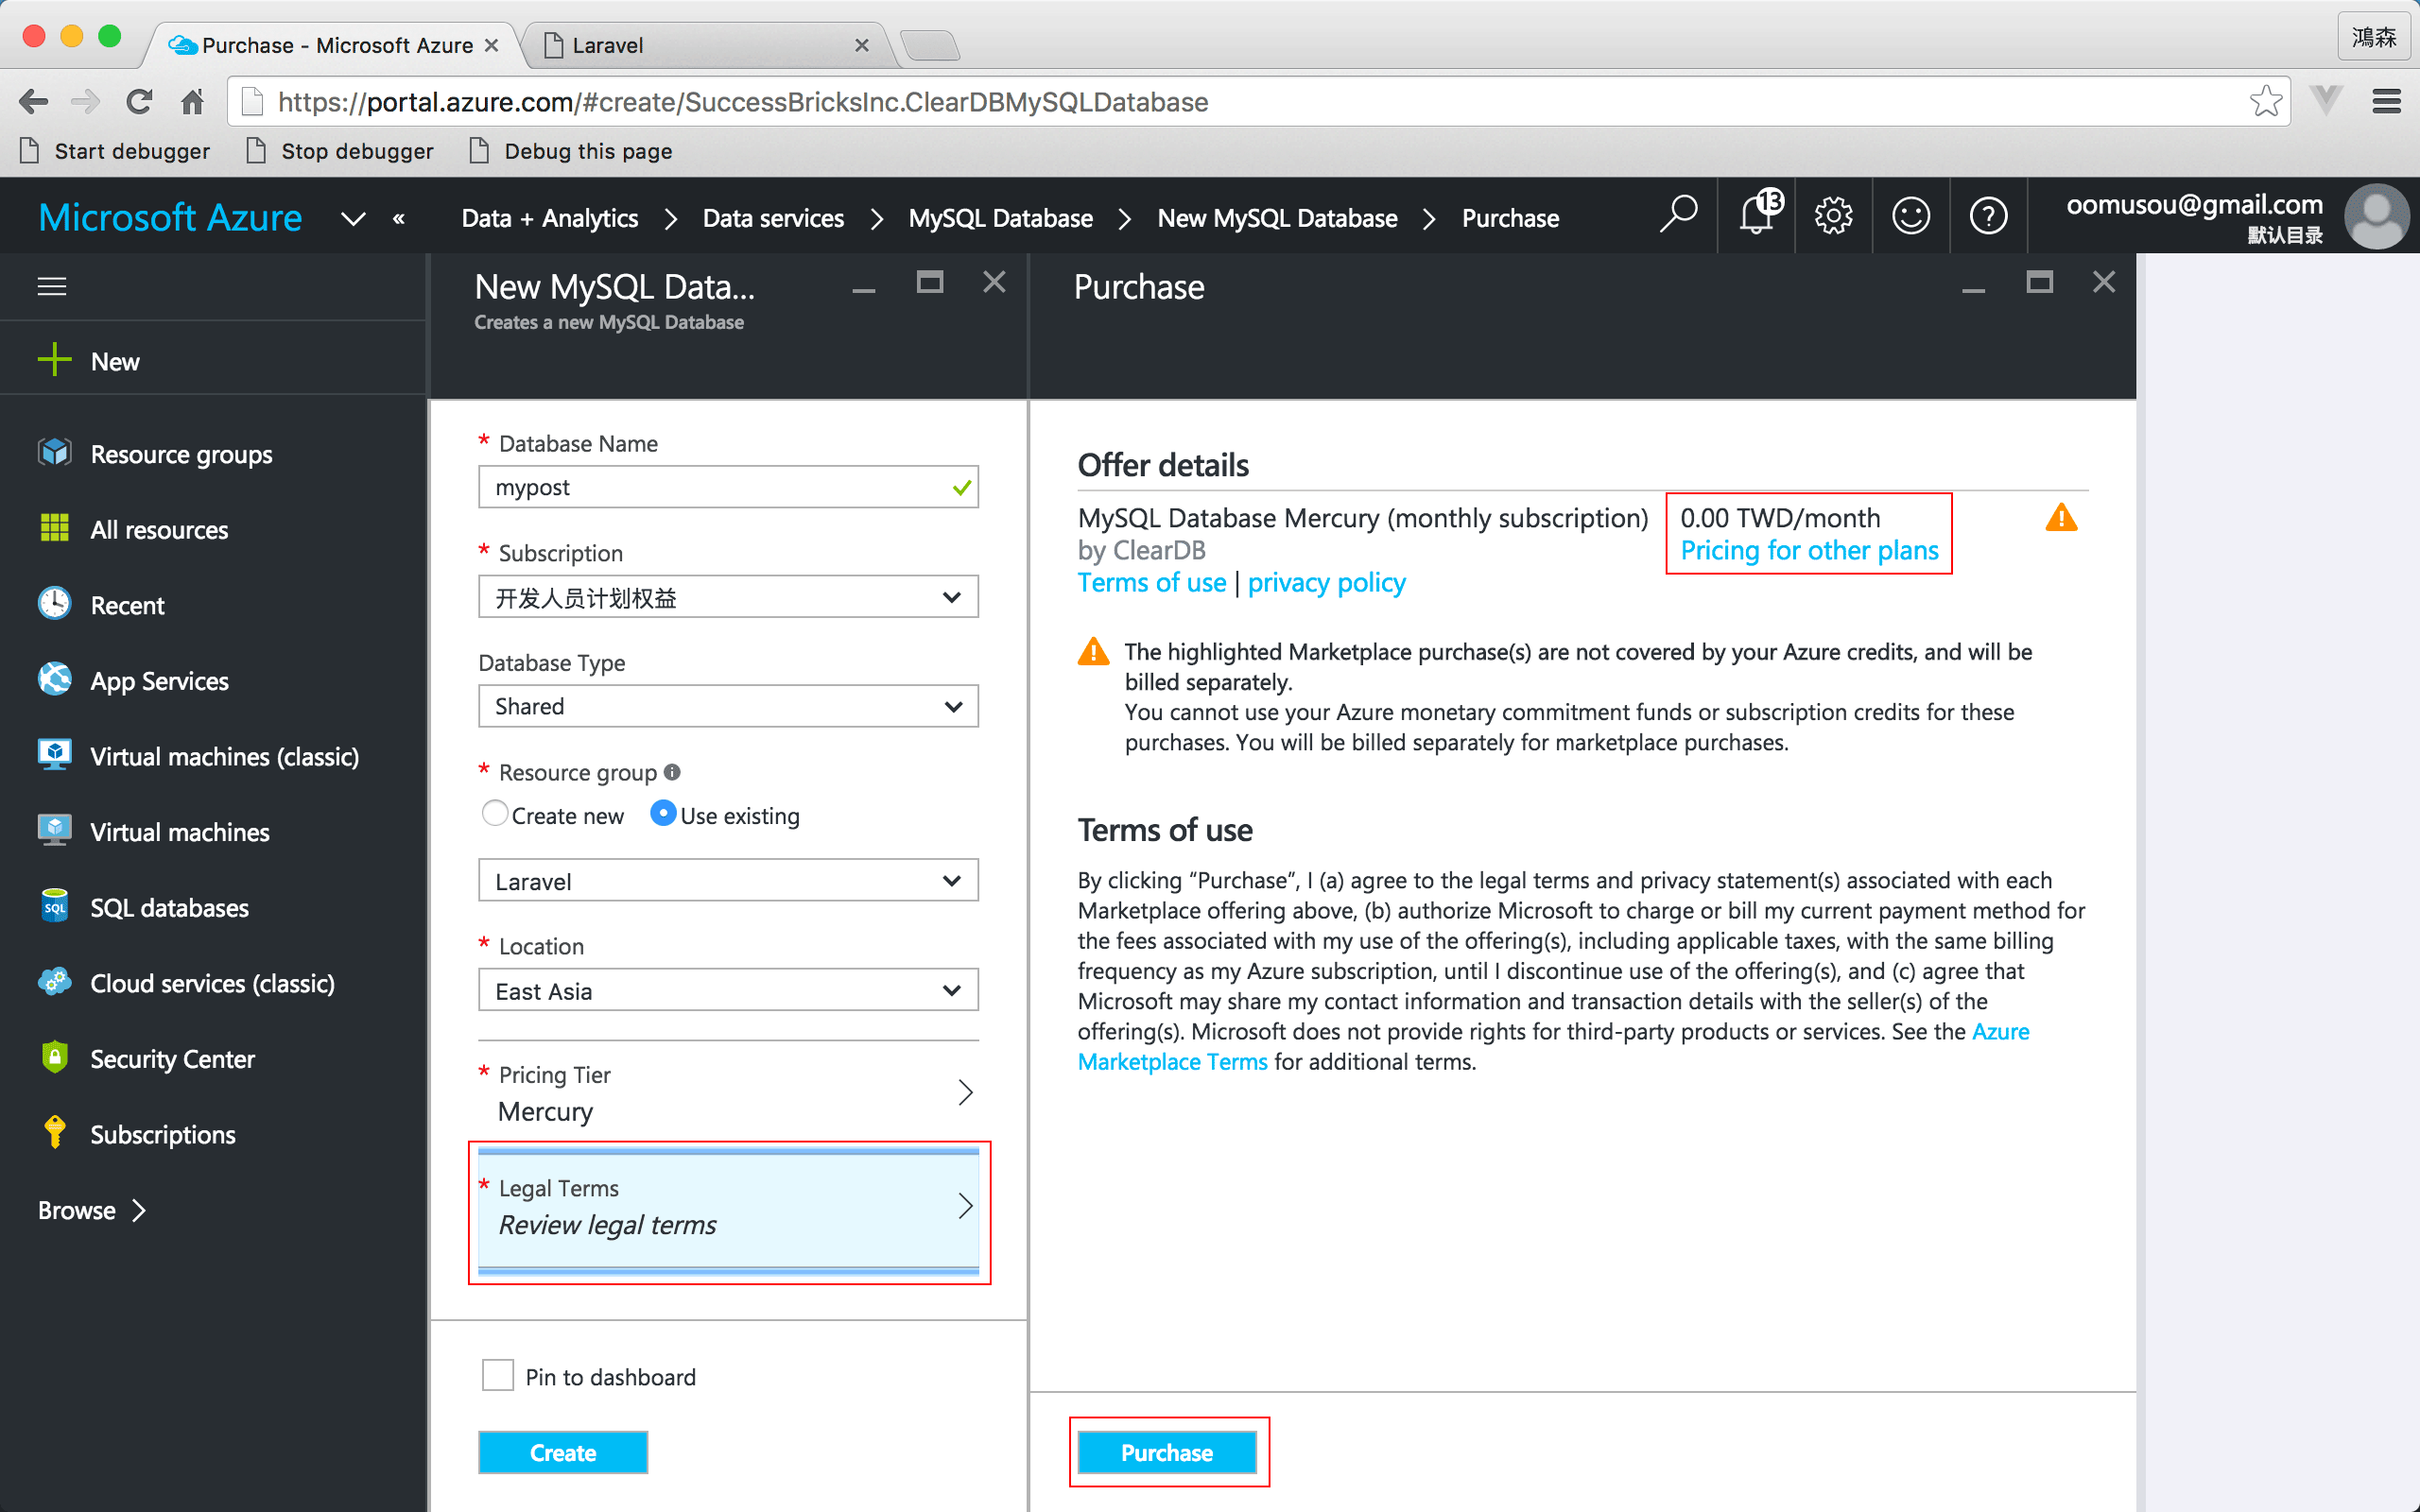 Purchase - Microsoft Azure
Laravel
鴻森
https://portal.azure.com/#create/SuccessBricksInc.ClearDBMySQLDatabase
Start debugger
Stop debugger
Debug this page
Microsoft Azure
«
Data + Analytics
Data services
MySQL Database
New MySQL Database
Purchase
13
oomusou@gmail.com
默认目录
New
Resource groups
All resources
Recent
App Services
Virtual machines (classic)
Virtual machines
SQL
SQL databases
Cloud services (classic)
Security Center
Subscriptions
Browse
New MySQL Data...
Creates a new MySQL Database
* Database Name
mypost
* Subscription
开发人员计划权益
Database Type
Shared
* Resource group
Create new
Use existing
Laravel
* Location
East Asia
* Pricing Tier
Mercury
* Legal Terms
Review legal terms
Pin to dashboard
Create
Purchase
Offer details
MySQL Database Mercury (monthly subscription)
by ClearDB
Terms of use | privacy policy
0.00 TWD/month
Pricing for other plans
The highlighted Marketplace purchase(s) are not covered by your Azure credits, and will be
billed separately.
You cannot use your Azure monetary commitment funds or subscription credits for these
purchases. You will be billed separately for marketplace purchases.
Terms of use
By clicking “Purchase”, I (a) agree to the legal terms and privacy statement(s) associated with each
Marketplace offering above, (b) authorize Microsoft to charge or bill my current payment method for
the fees associated with my use of the offering(s), including applicable taxes, with the same billing
frequency as my Azure subscription, until I discontinue use of the offering(s), and (c) agree that
Microsoft may share my contact information and transaction details with the seller(s) of the
offering(s). Microsoft does not provide rights for third-party products or services. See the Azure
Marketplace Terms for additional terms.
Purchase